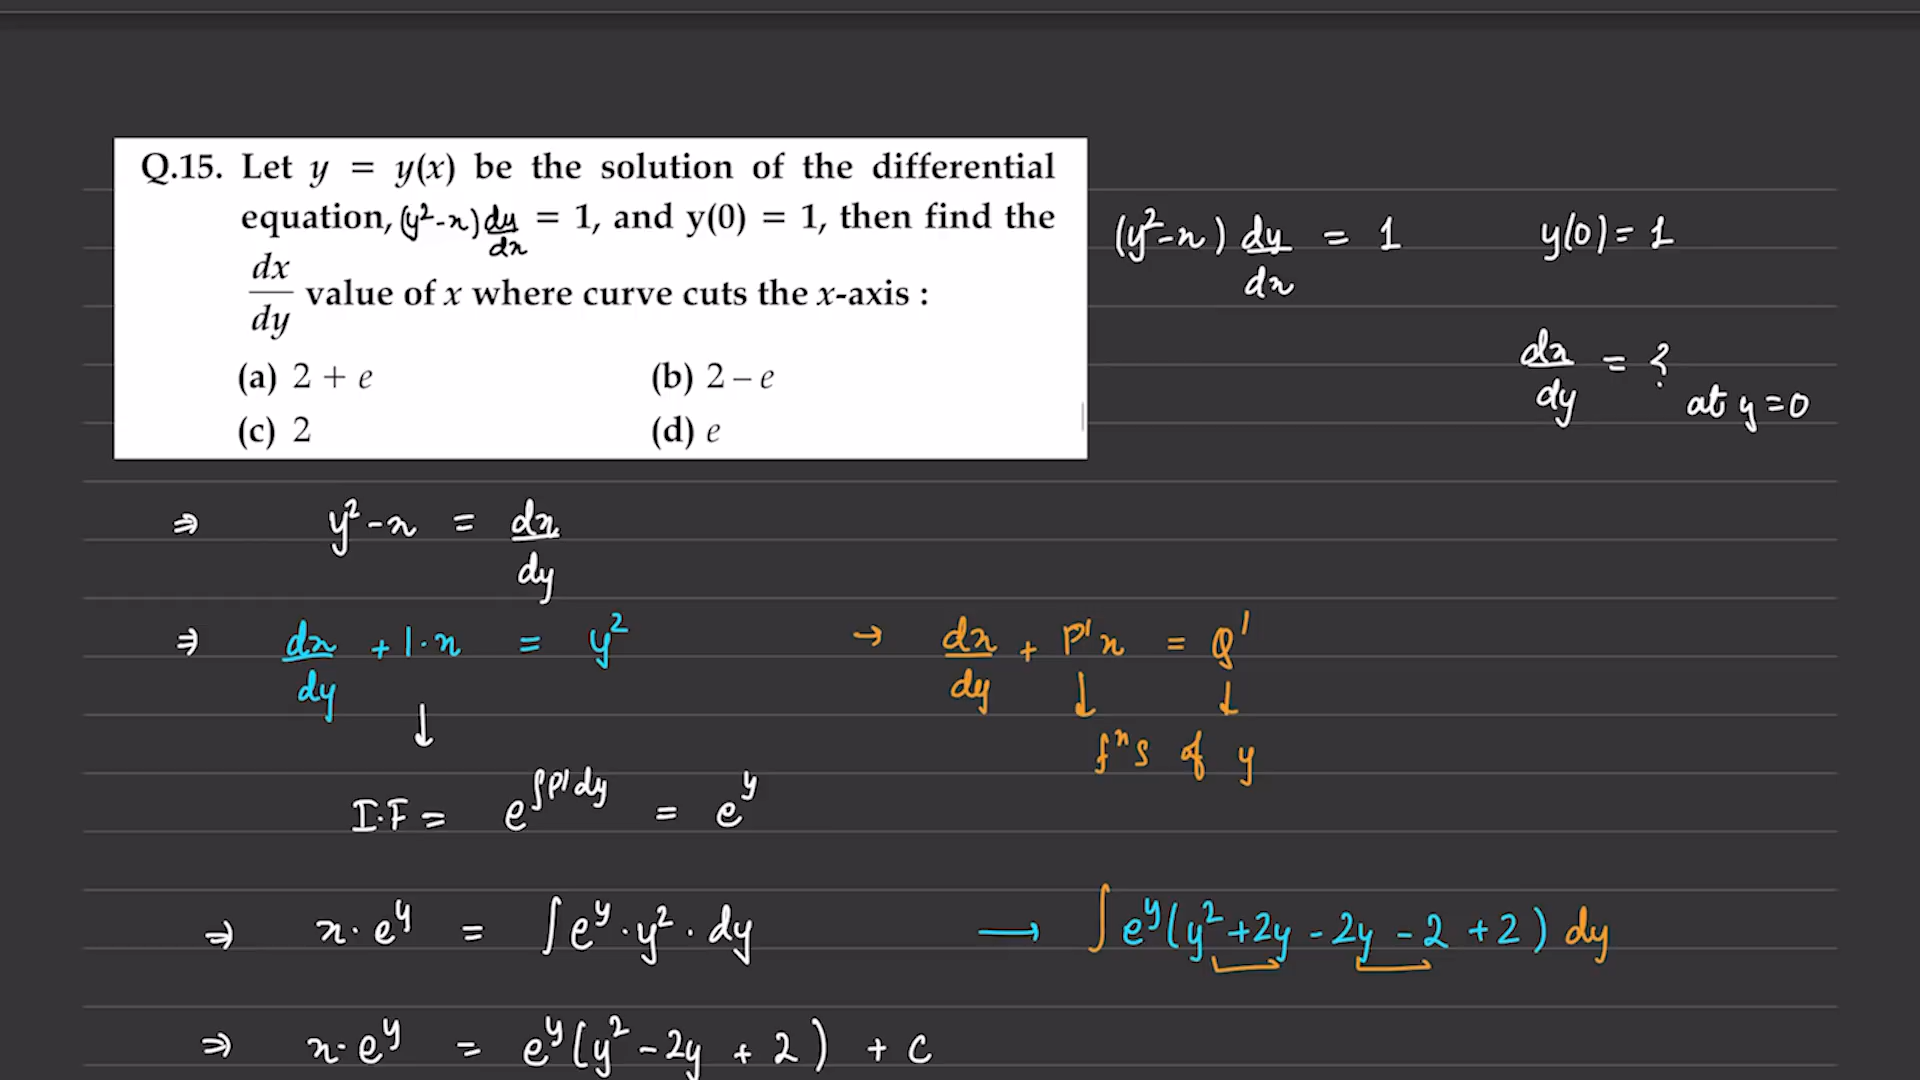 Q.15. Let y = y(x) be the solution of the differential
equation, (y²-x) dy/dx = 1, and y(0) = 1, then find the
dx/dy value of x where curve cuts the x-axis :
(a) 2 + e (b) 2 – e
(c) 2 (d) e
(y²-x) dy/dx = 1 y(0) = 1
dx/dy = ? at y=0
⇒ y²-x = dx/dy
⇒ dx/dy + 1·x = y² → dx/dy + P'x = Q'
↓ ↓ ↓
fⁿs of y
I.F = e^∫P'dy = e^y
⇒ x·e^y = ∫e^y·y²·dy → ∫e^y(y²+2y-2y-2+2) dy
⇒ x·e^y = e^y(y²-2y+2) + c